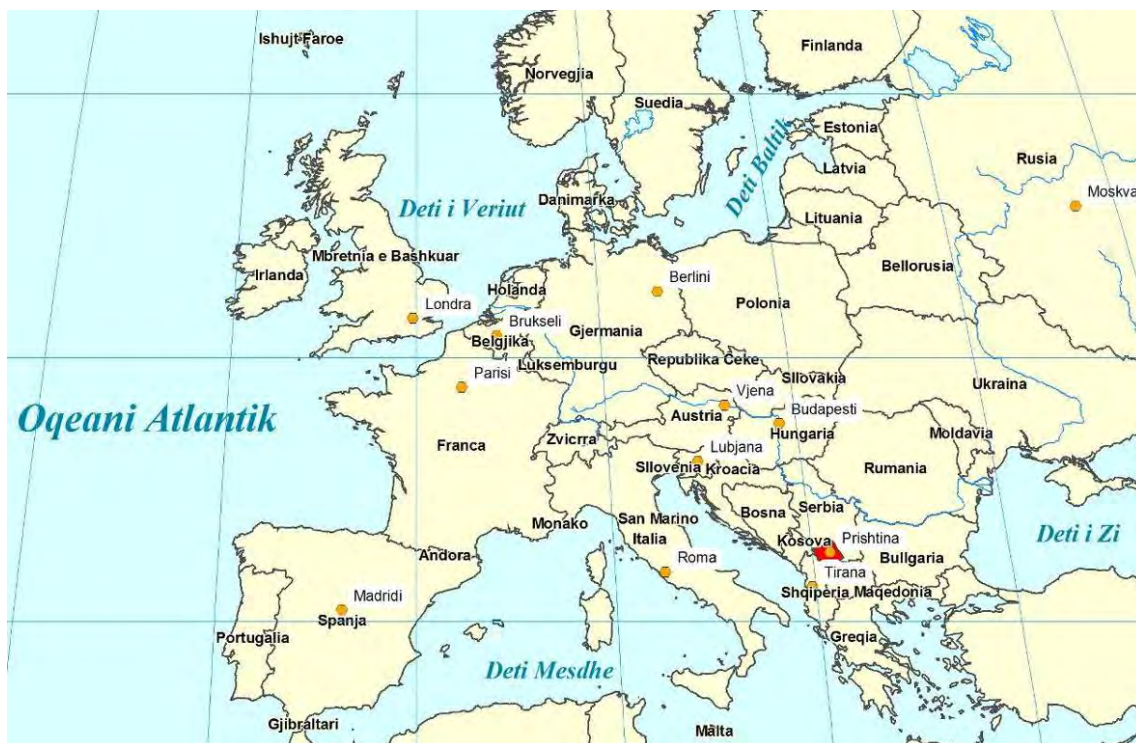 Ishujt Faroe
Finlanda
Norvegjia
Suedia
Estonia
Rusia
Latvia
Deti Baltik
Moskva
Danimarka
Deti i Veriut
Lituania
Mbretnia e Bashkuar
Bellorusia
Irlanda
Berlini
Holanda
Polonia
Londra
Brukseli
Gjermania
Belgjika
Republika Ceke
Luksemburgu
Parisi
Sllovakia
Ukraina
Vjena
Oqeani Atlantik
Austria
Budapesti
Hungaria
Moldavia
Franca
Zvicrra
Lubjana
Sllovenia
Kroacia
Rumania
Bosna
Serbia
San Marino
Monako
Italia
Deti i Zi
Kosova
Prishtina
Andora
Bullgaria
Roma
Tirana
Shqipëria
Maqedonia
Madridi
Spanja
Portugalia
Greqia
Deti Mesdhe
Gjibraltari
Malta